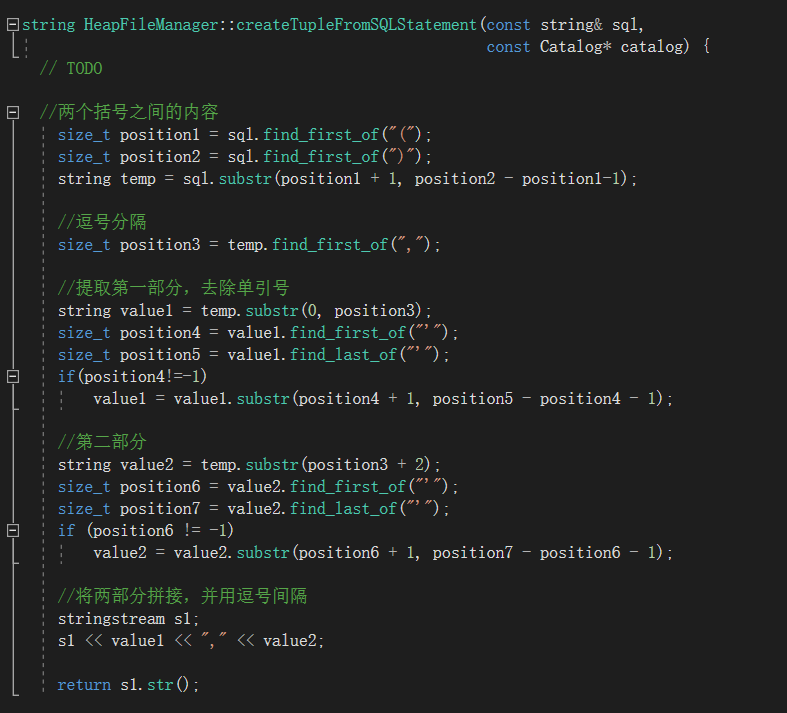 string HeapFileManager::createTupleFromSQLStatement(const string& sql,
const Catalog* catalog) {
// TODO
//两个括号之间的内容
size_t position1 = sql.find_first_of("(");
size_t position2 = sql.find_first_of(")");
string temp = sql.substr(position1 + 1, position2 - position1-1);
//逗号分隔
size_t position3 = temp.find_first_of(",");
//提取第一部分，去除单引号
string value1 = temp.substr(0, position3);
size_t position4 = value1.find_first_of("'");
size_t position5 = value1.find_last_of("'");
if(position4!=-1)
value1 = value1.substr(position4 + 1, position5 - position4 - 1);
//第二部分
string value2 = temp.substr(position3 + 2);
size_t position6 = value2.find_first_of("'");
size_t position7 = value2.find_last_of("'");
if (position6 != -1)
value2 = value2.substr(position6 + 1, position7 - position6 - 1);
//将两部分拼接，并用逗号间隔
stringstream s1;
s1 << value1 << "," << value2;
return s1.str();